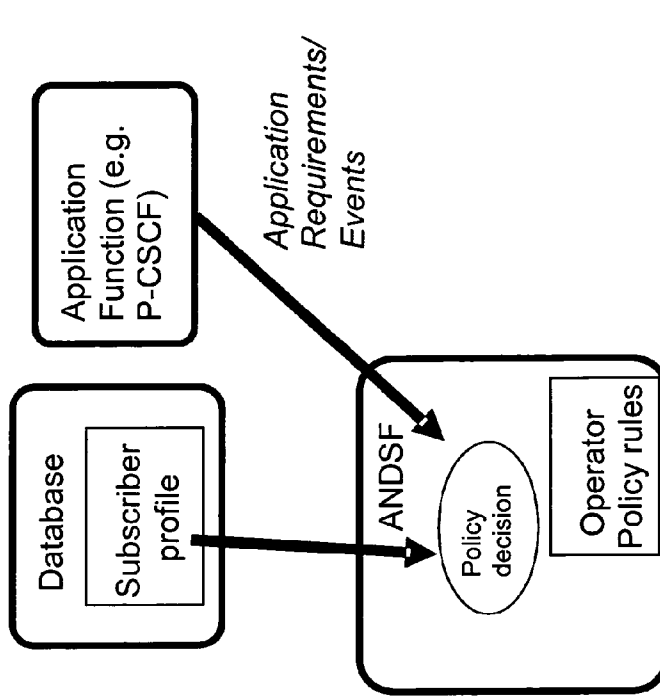 Database
Subscriber
profile
Application
Function (e.g.
P-CSCF)
Application
Requirements/
Events
ANDSF
Policy
decision
Operator
Policy rules